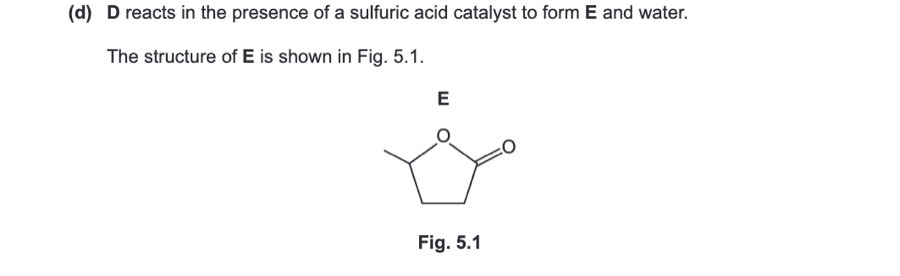 (d) D reacts in the presence of a sulfuric acid catalyst to form E and water.
The structure of E is shown in Fig. 5.1.
E
O
O
Fig. 5.1